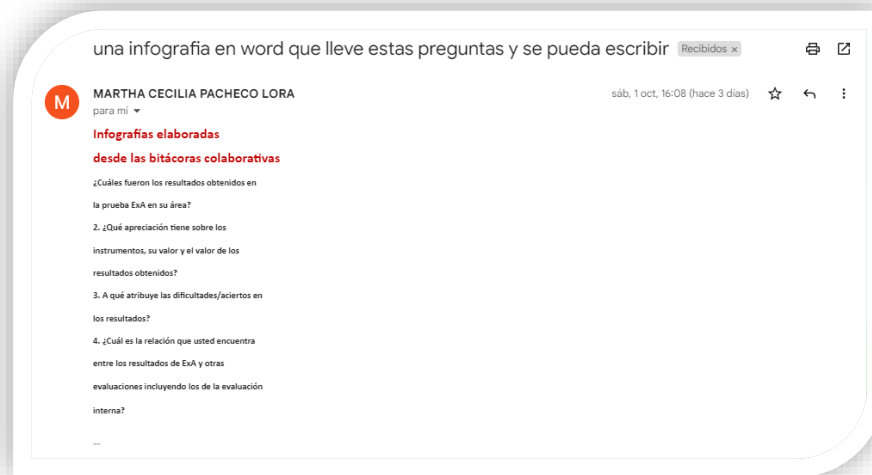 una infografia en word que lleve estas preguntas y se pueda escribir Recibidos ×
M
MARTHA CECILIA PACHECO LORA sáb, 1 oct, 16:08 (hace 3 días)
para mí
Infografías elaboradas
desde las bitácoras colaborativas
¿Cuáles fueron los resultados obtenidos en
la prueba ExA en su área?
2. ¿Qué apreciación tiene sobre los
instrumentos, su valor y el valor de los
resultados obtenidos?
3. A qué atribuye las dificultades/aciertos en
los resultados?
4. ¿Cuál es la relación que usted encuentra
entre los resultados de ExA y otras
evaluaciones incluyendo los de la evaluación
interna?
--